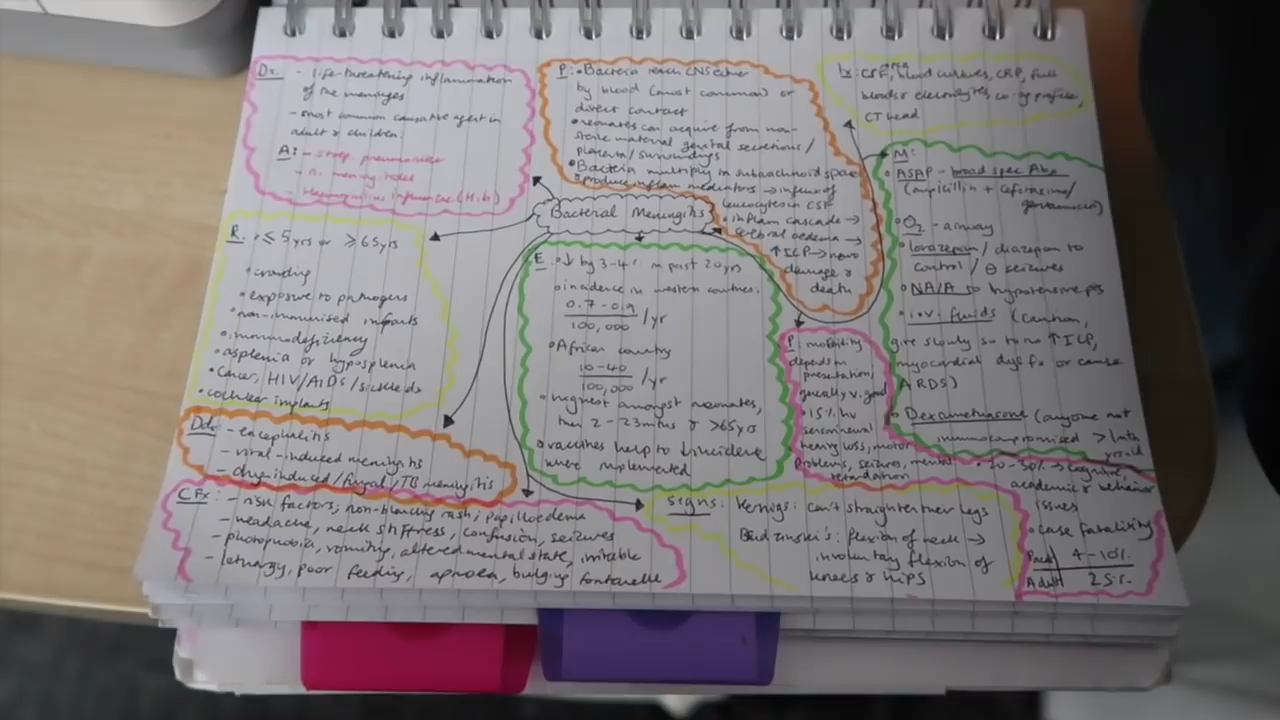 Bacterial Meningitis
Dx: - life-threatening inflammation
of the meninges
- most common causative agent in
adult & children.
A: - strep pneumoniae
- n. meningitides
- Haemophilus influenzae (Hib)
P: • Bacteria reach CNS either
by blood (most common) or
direct contact
• neonates can acquire from non-
sterile material genital secretions /
placenta / surroundings
• Bacteria multiply in subarachnoid space
• produce inflam mediators → influx of
leucocytes in CSF
• inflam cascade →
cerebral oedema →
↑ICP → neuro
damage &
death
Ix: CSF, blood cultures, CRP, full
bloods & electrolytes, coag profile,
CT head
M:
• ASAP - broad spec Abx
(ampicillin + cefotaxime/
gentamicin)
• O₂ - airway
• lorazepam / diazepam to
control / ⊖ seizures
• NA/A to hypotensive pts
• i.v. fluids (caution,
give slowly so to no ↑ICP,
myocardial dysfx or cause
ARDS)
• Dexamethasone (anyone not
immunocompromised > 1mth
R: • ≤ 5yrs or ≥ 65yrs
• crowding
• exposure to pathogens
• non-immunised infants
• immunodeficiency
• asplenia or hyposplenia
• cancer, HIV/AIDs / sickle ds
• cochlear implants
E: • ↓ by 3-4% in past 20yrs
• incidence in western countries:
0.7 - 0.9
100,000 /yr
• African country
10-40
100,000 /yr
• highest amongst neonates,
then 2-23mths & >65yrs
• vaccines help to ↓ incidence
where implemented
P: morbidity
depends on
presentation,
generally v. good
• 15% hv
sensorineural
hearing loss, motor
problems, seizures, mental
retardation
• 20-30% → cognitive,
academic & behavior
issues
• case fatality
Paed 4-10%
Adult 25%
Ddx - encephalitis
- viral-induced meningitis
- drug-induced / fungal / TB meningitis
CFx: - risk factors, non-blanching rash, papilloedema
- headache, neck stiffness, confusion, seizures
- photophobia, vomiting, altered mental state, irritable
- lethargy, poor feeding, apnoea, bulging fontanelle
Signs: Kernigs: can't straighten their legs
Brudzinski's: flexion of neck →
involuntary flexion of
knees & hips